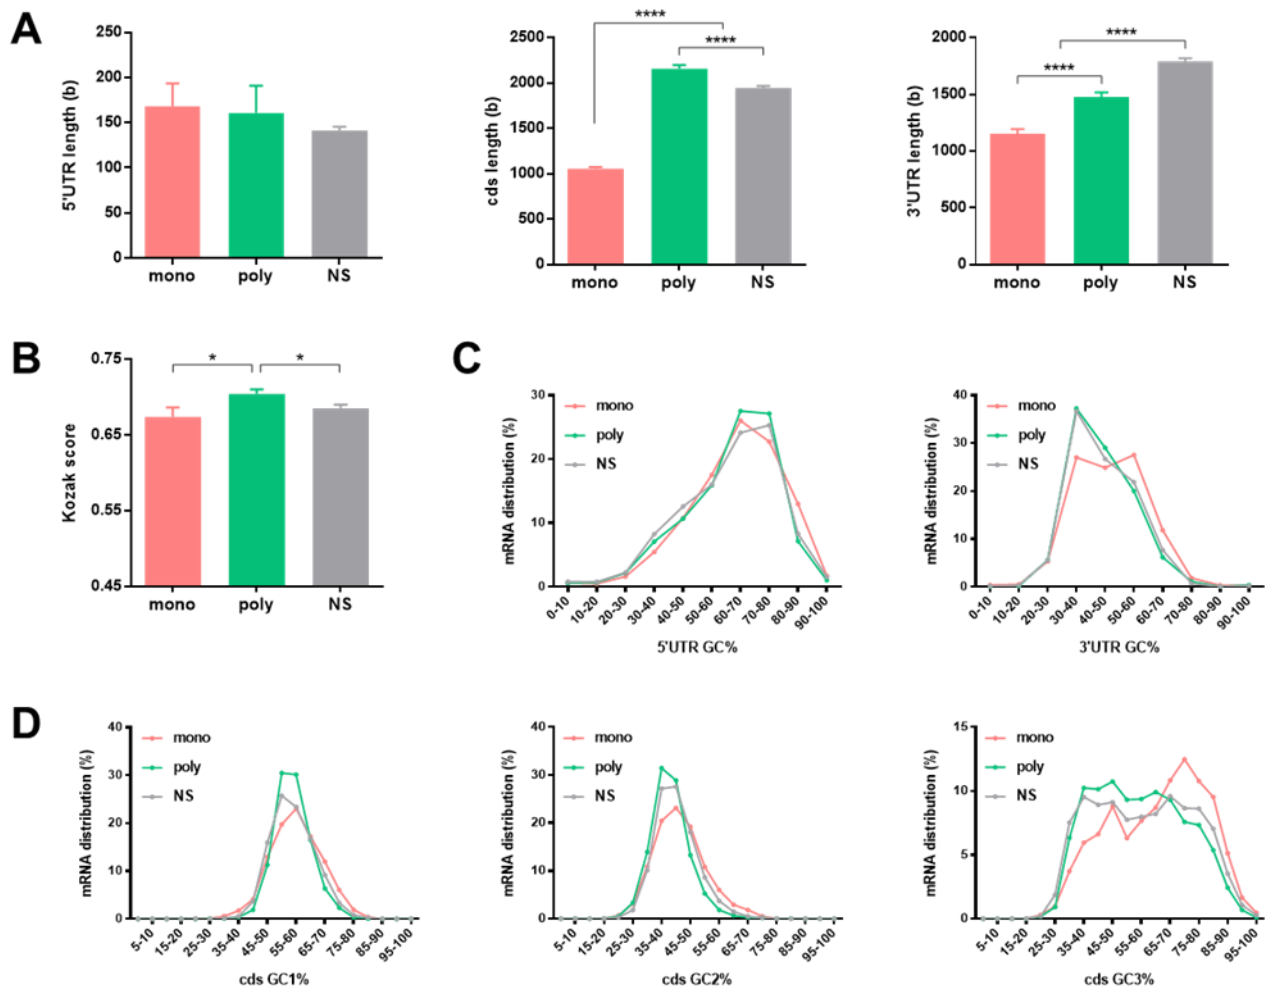 A
5'UTR length (b)
250
200
150
100
50
0
mono poly NS
cds length (b)
2500
2000
1500
1000
500
0
****
****
mono poly NS
3'UTR length (b)
2000
1500
1000
500
0
****
****
mono poly NS
B
Kozak score
0.75
0.65
0.55
0.45
* *
mono poly NS
C
mRNA distribution (%)
30
20
10
0
mono
poly
NS
0-10 10-20 20-30 30-40 40-50 50-60 60-70 70-80 80-90 90-100
5'UTR GC%
mRNA distribution (%)
40
30
20
10
0
mono
poly
NS
0-10 10-20 20-30 30-40 40-50 50-60 60-70 70-80 80-90 90-100
3'UTR GC%
D
mRNA distribution (%)
40
30
20
10
0
mono
poly
NS
5-10 15-20 25-30 35-40 45-50 55-60 65-70 75-80 85-90 95-100
cds GC1%
mRNA distribution (%)
40
30
20
10
0
mono
poly
NS
5-10 15-20 25-30 35-40 45-50 55-60 65-70 75-80 85-90 95-100
cds GC2%
mRNA distribution (%)
15
10
5
0
mono
poly
NS
5-10 15-20 25-30 35-40 45-50 55-60 65-70 75-80 85-90 95-100
cds GC3%